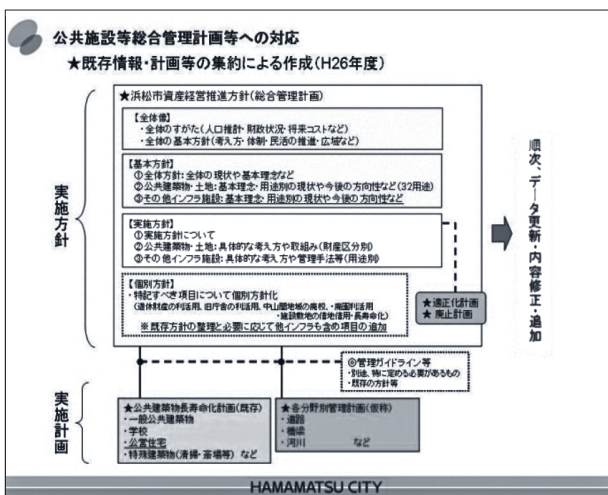 公共施設等総合管理計画等への対応
★既存情報・計画等の集約による作成(H26年度)
実施方針
★浜松市資産経営推進方針(総合管理計画)
【全体像】
・全体のすがた(人口推計・財政状況・将来コストなど)
・全体の基本方針(考え方・体制・民活の推進・広域など)
【基本方針】
①全体方針:全体の現状や基本理念など
②公共建築物・土地:基本理念・用途別の現状や今後の方向性など(32用途)
③その他インフラ施設:基本理念・用途別の現状や今後の方向性など
【実施方針】
①実施方針について
②公共建築物・土地:具体的な考え方や取組み(財産区分別)
③その他インフラ施設:具体的な考え方や管理手法等(用途別)
【個別方針】
・特記すべき項目について個別方針化
(遊休財産の利活用、旧庁舎の利活用、中山間地域の廃校、・廃園利活用
・施設敷地の借地借用・長寿命化)
※既存方針の整理と必要に応じて他インフラも含め項目の追加
★適正化計画
★廃止計画
順次、データ更新・内容修正・追加
◎管理ガイドライン等
・別途、特に定める必要があるもの
・既存の方針等
実施計画
★公共建築物長寿命化計画(既存)
・一般公共建築物
・学校
・公営住宅
・特殊建築物(清掃・斎場等) など
★各分野別管理計画(仮称)
・道路
・橋梁
・河川 など
HAMAMATSU CITY